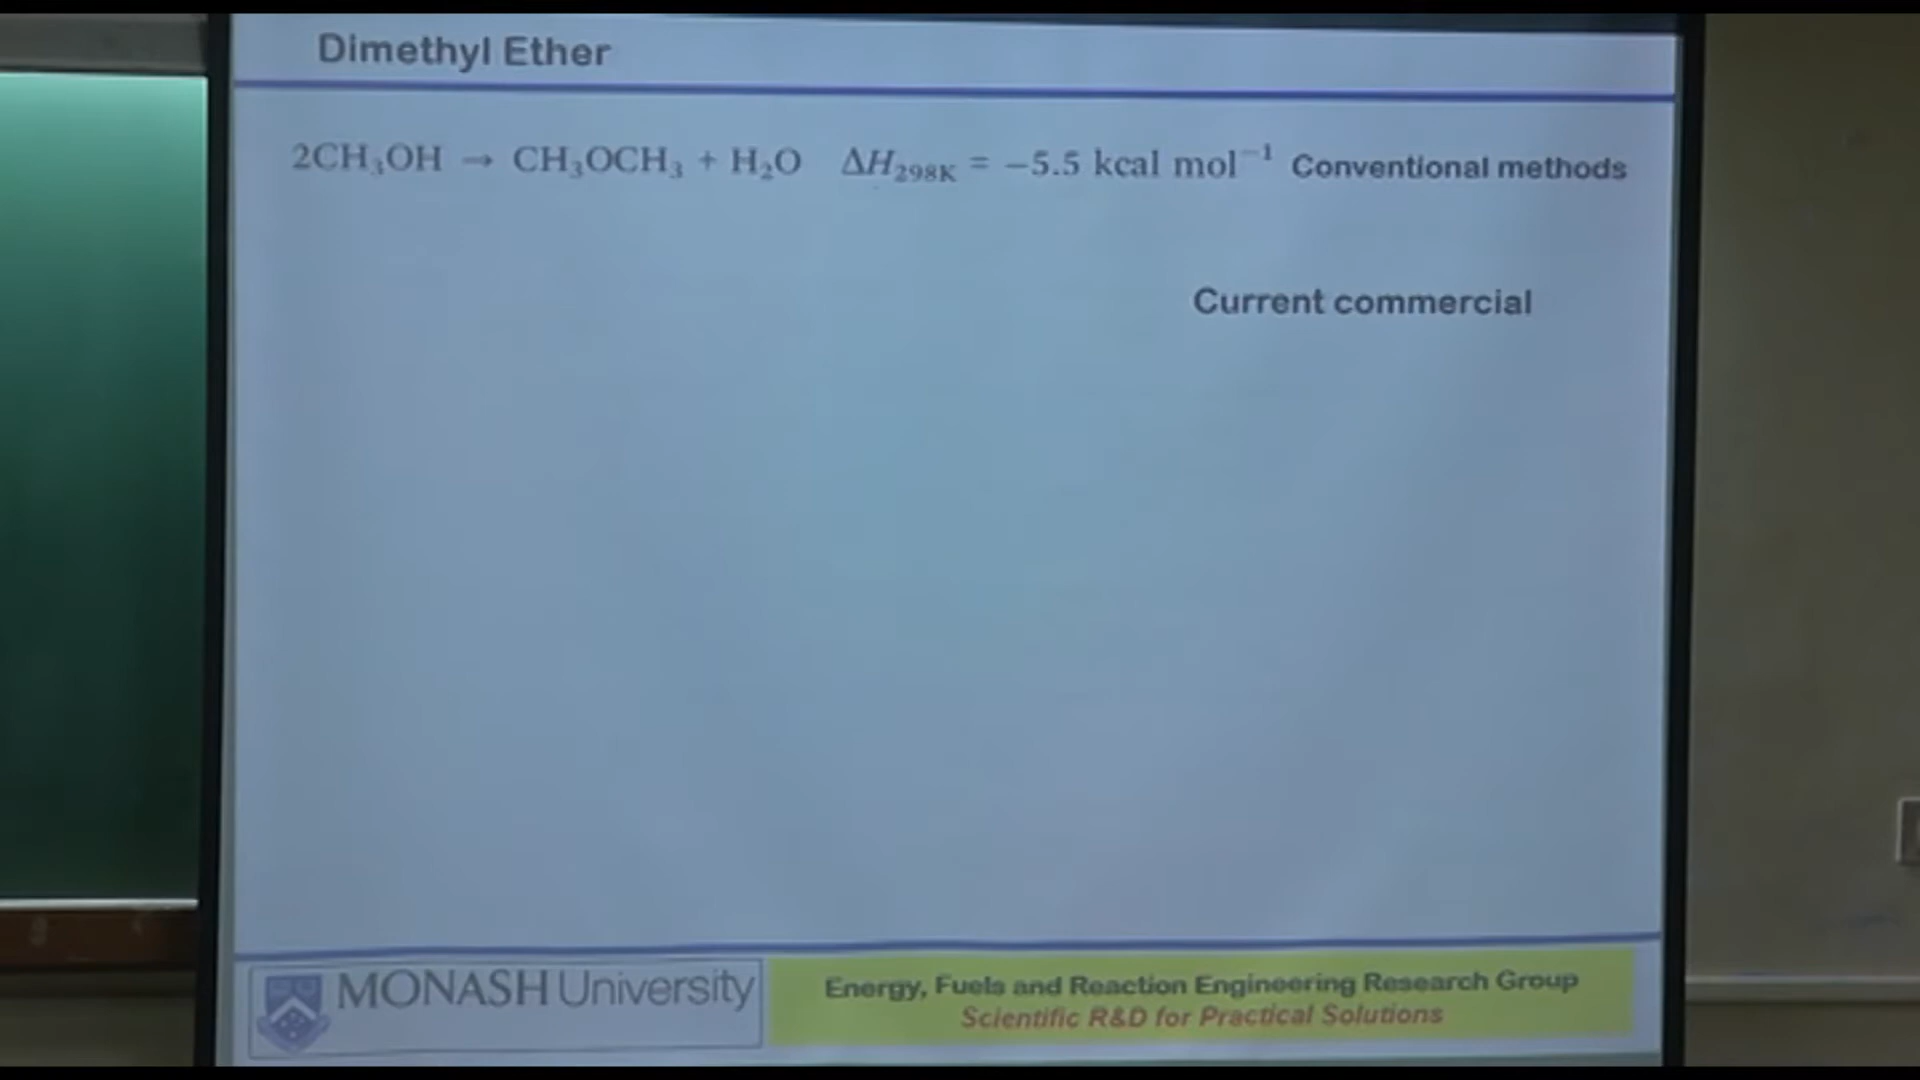 Dimethyl Ether
2CH₃OH → CH₃OCH₃ + H₂O ΔH₂₉₈K = −5.5 kcal mol⁻¹ Conventional methods
Current commercial
MONASH University
Energy, Fuels and Reaction Engineering Research Group
Scientific R&D for Practical Solutions